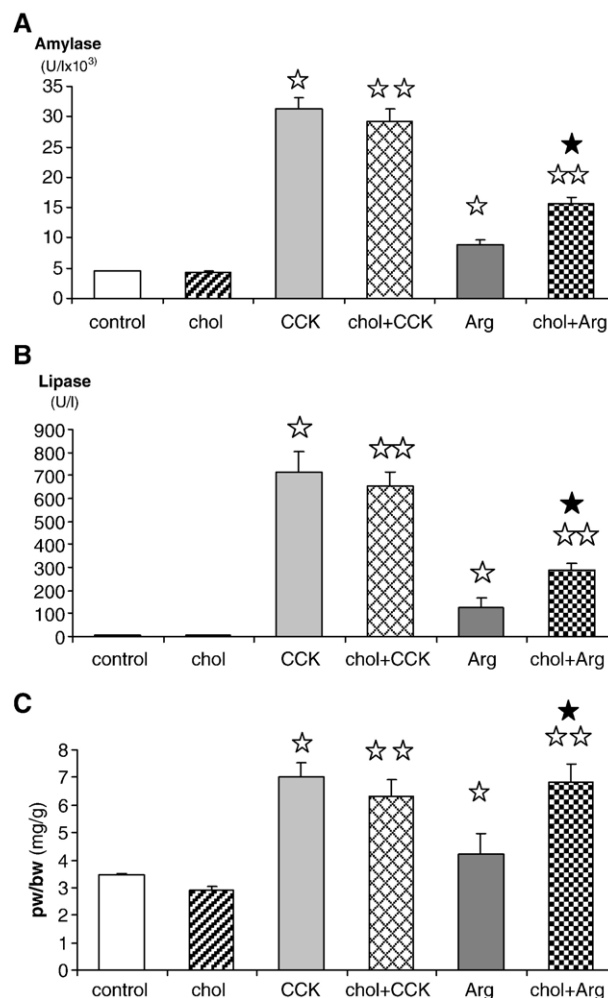 A
Amylase
(U/lx10³)
35
30
25
20
15
10
5
0
control chol CCK chol+CCK Arg chol+Arg
B
Lipase
(U/l)
900
800
700
600
500
400
300
200
100
0
control chol CCK chol+CCK Arg chol+Arg
C
pw/bw (mg/g)
8
7
6
5
4
3
2
1
0
control chol CCK chol+CCK Arg chol+Arg